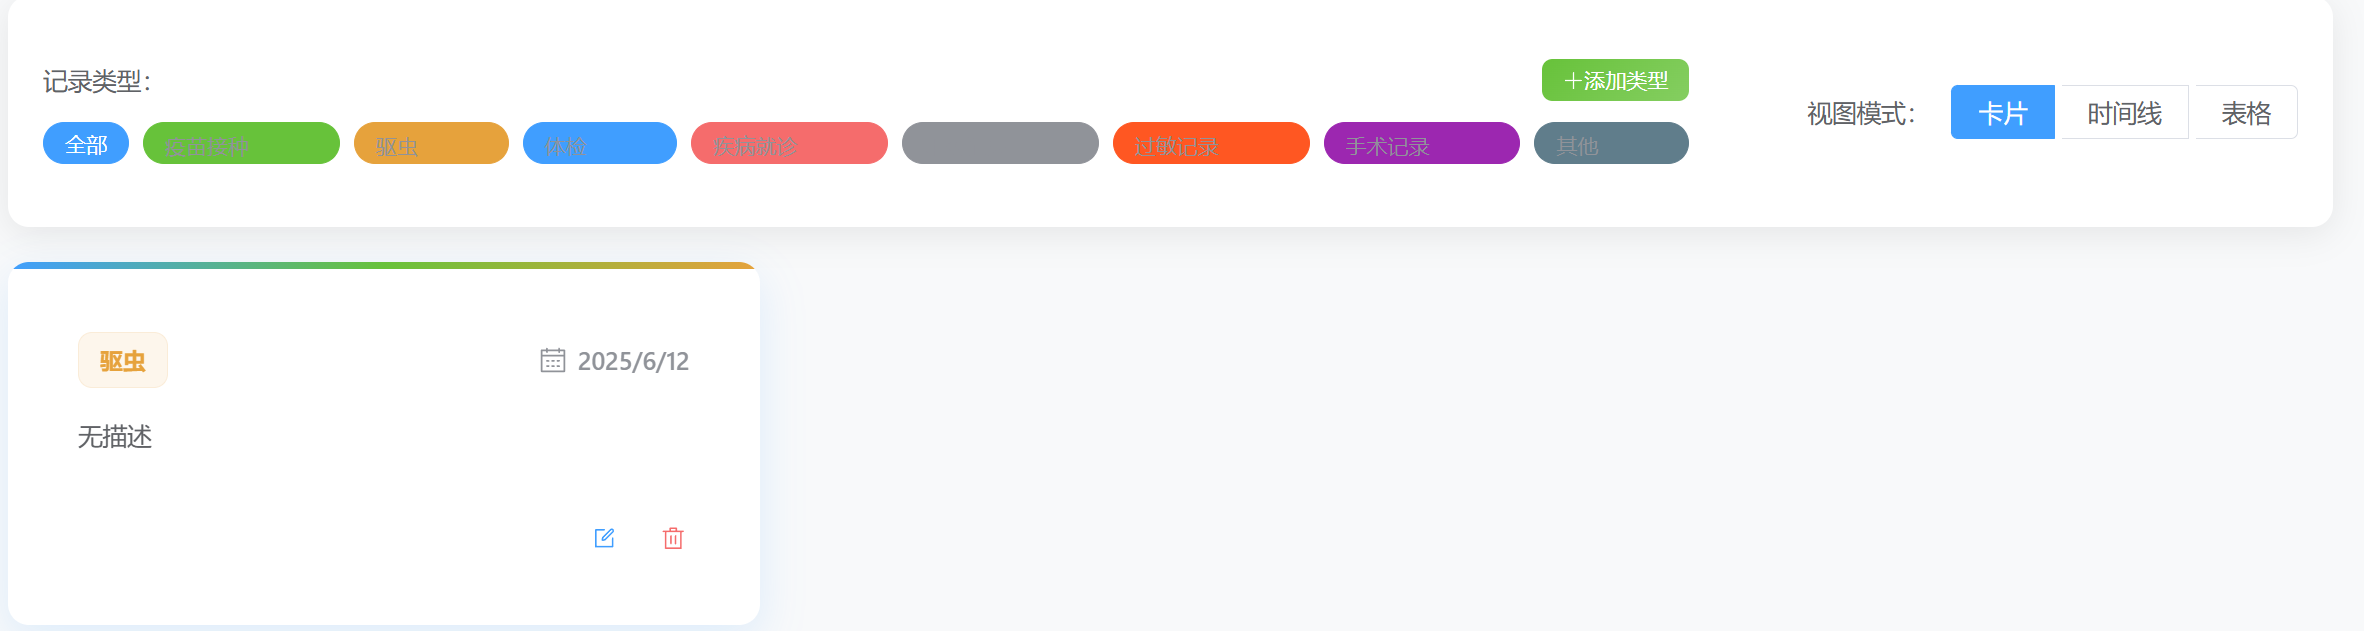 记录类型：
＋添加类型
全部 疫苗接种 驱虫 体检 疾病就诊 过敏记录 手术记录 其他
视图模式： 卡片 时间线 表格
驱虫 2025/6/12
无描述